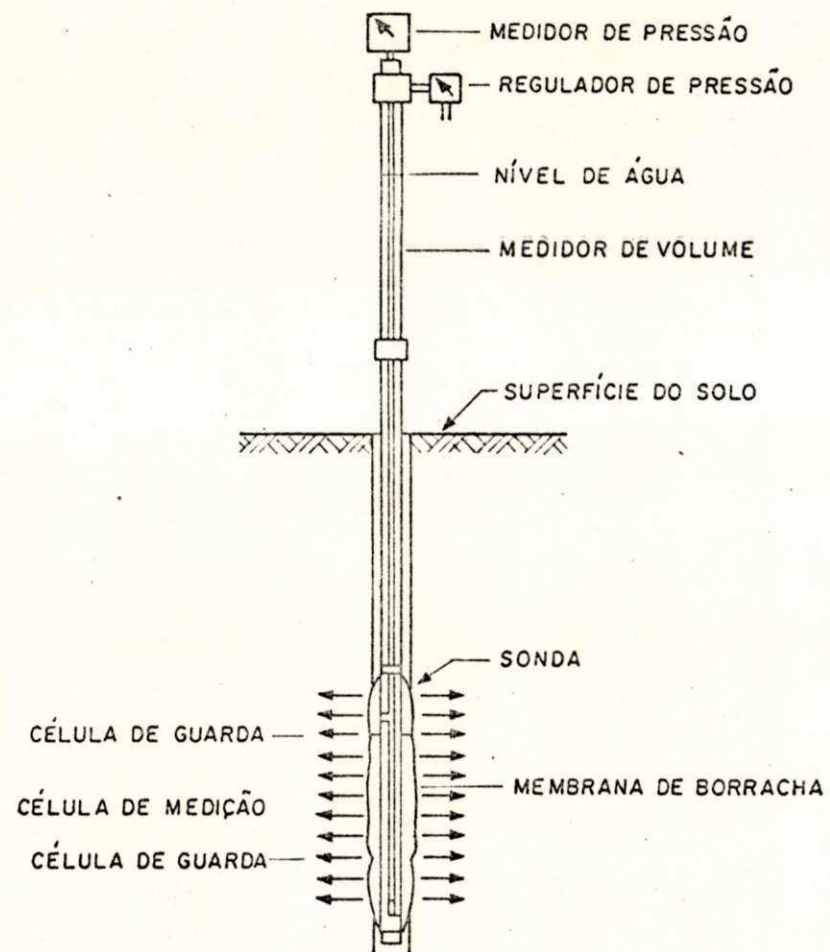 MEDIDOR DE PRESSÃO
REGULADOR DE PRESSÃO
NÍVEL DE ÁGUA
MEDIDOR DE VOLUME
SUPERFÍCIE DO SOLO
SONDA
CÉLULA DE GUARDA
MEMBRANA DE BORRACHA
CÉLULA DE MEDIÇÃO
CÉLULA DE GUARDA